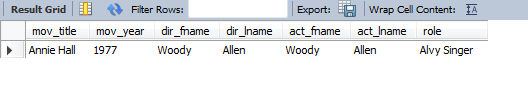 Result Grid Filter Rows: Export: Wrap Cell Content: IA
mov_title mov_year dir_fname dir_lname act_fname act_lname role
Annie Hall 1977 Woody Allen Woody Allen Alvy Singer